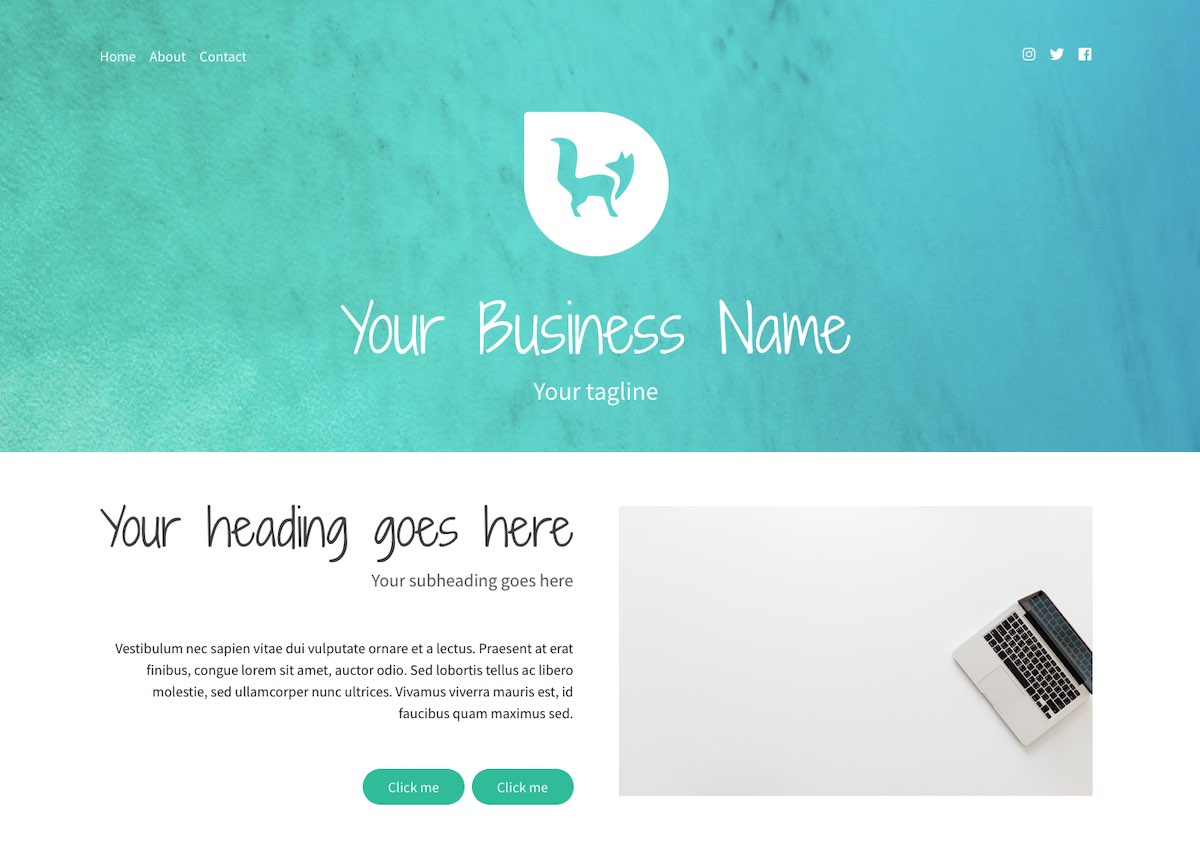 Home About Contact
Your Business Name
Your tagline
Your heading goes here
Your subheading goes here
Vestibulum nec sapien vitae dui vulputate ornare et a lectus. Praesent at erat
finibus, congue lorem sit amet, auctor odio. Sed lobortis tellus ac libero
molestie, sed ullamcorper nunc ultrices. Vivamus viverra mauris est, id
faucibus quam maximus sed.
Click me Click me